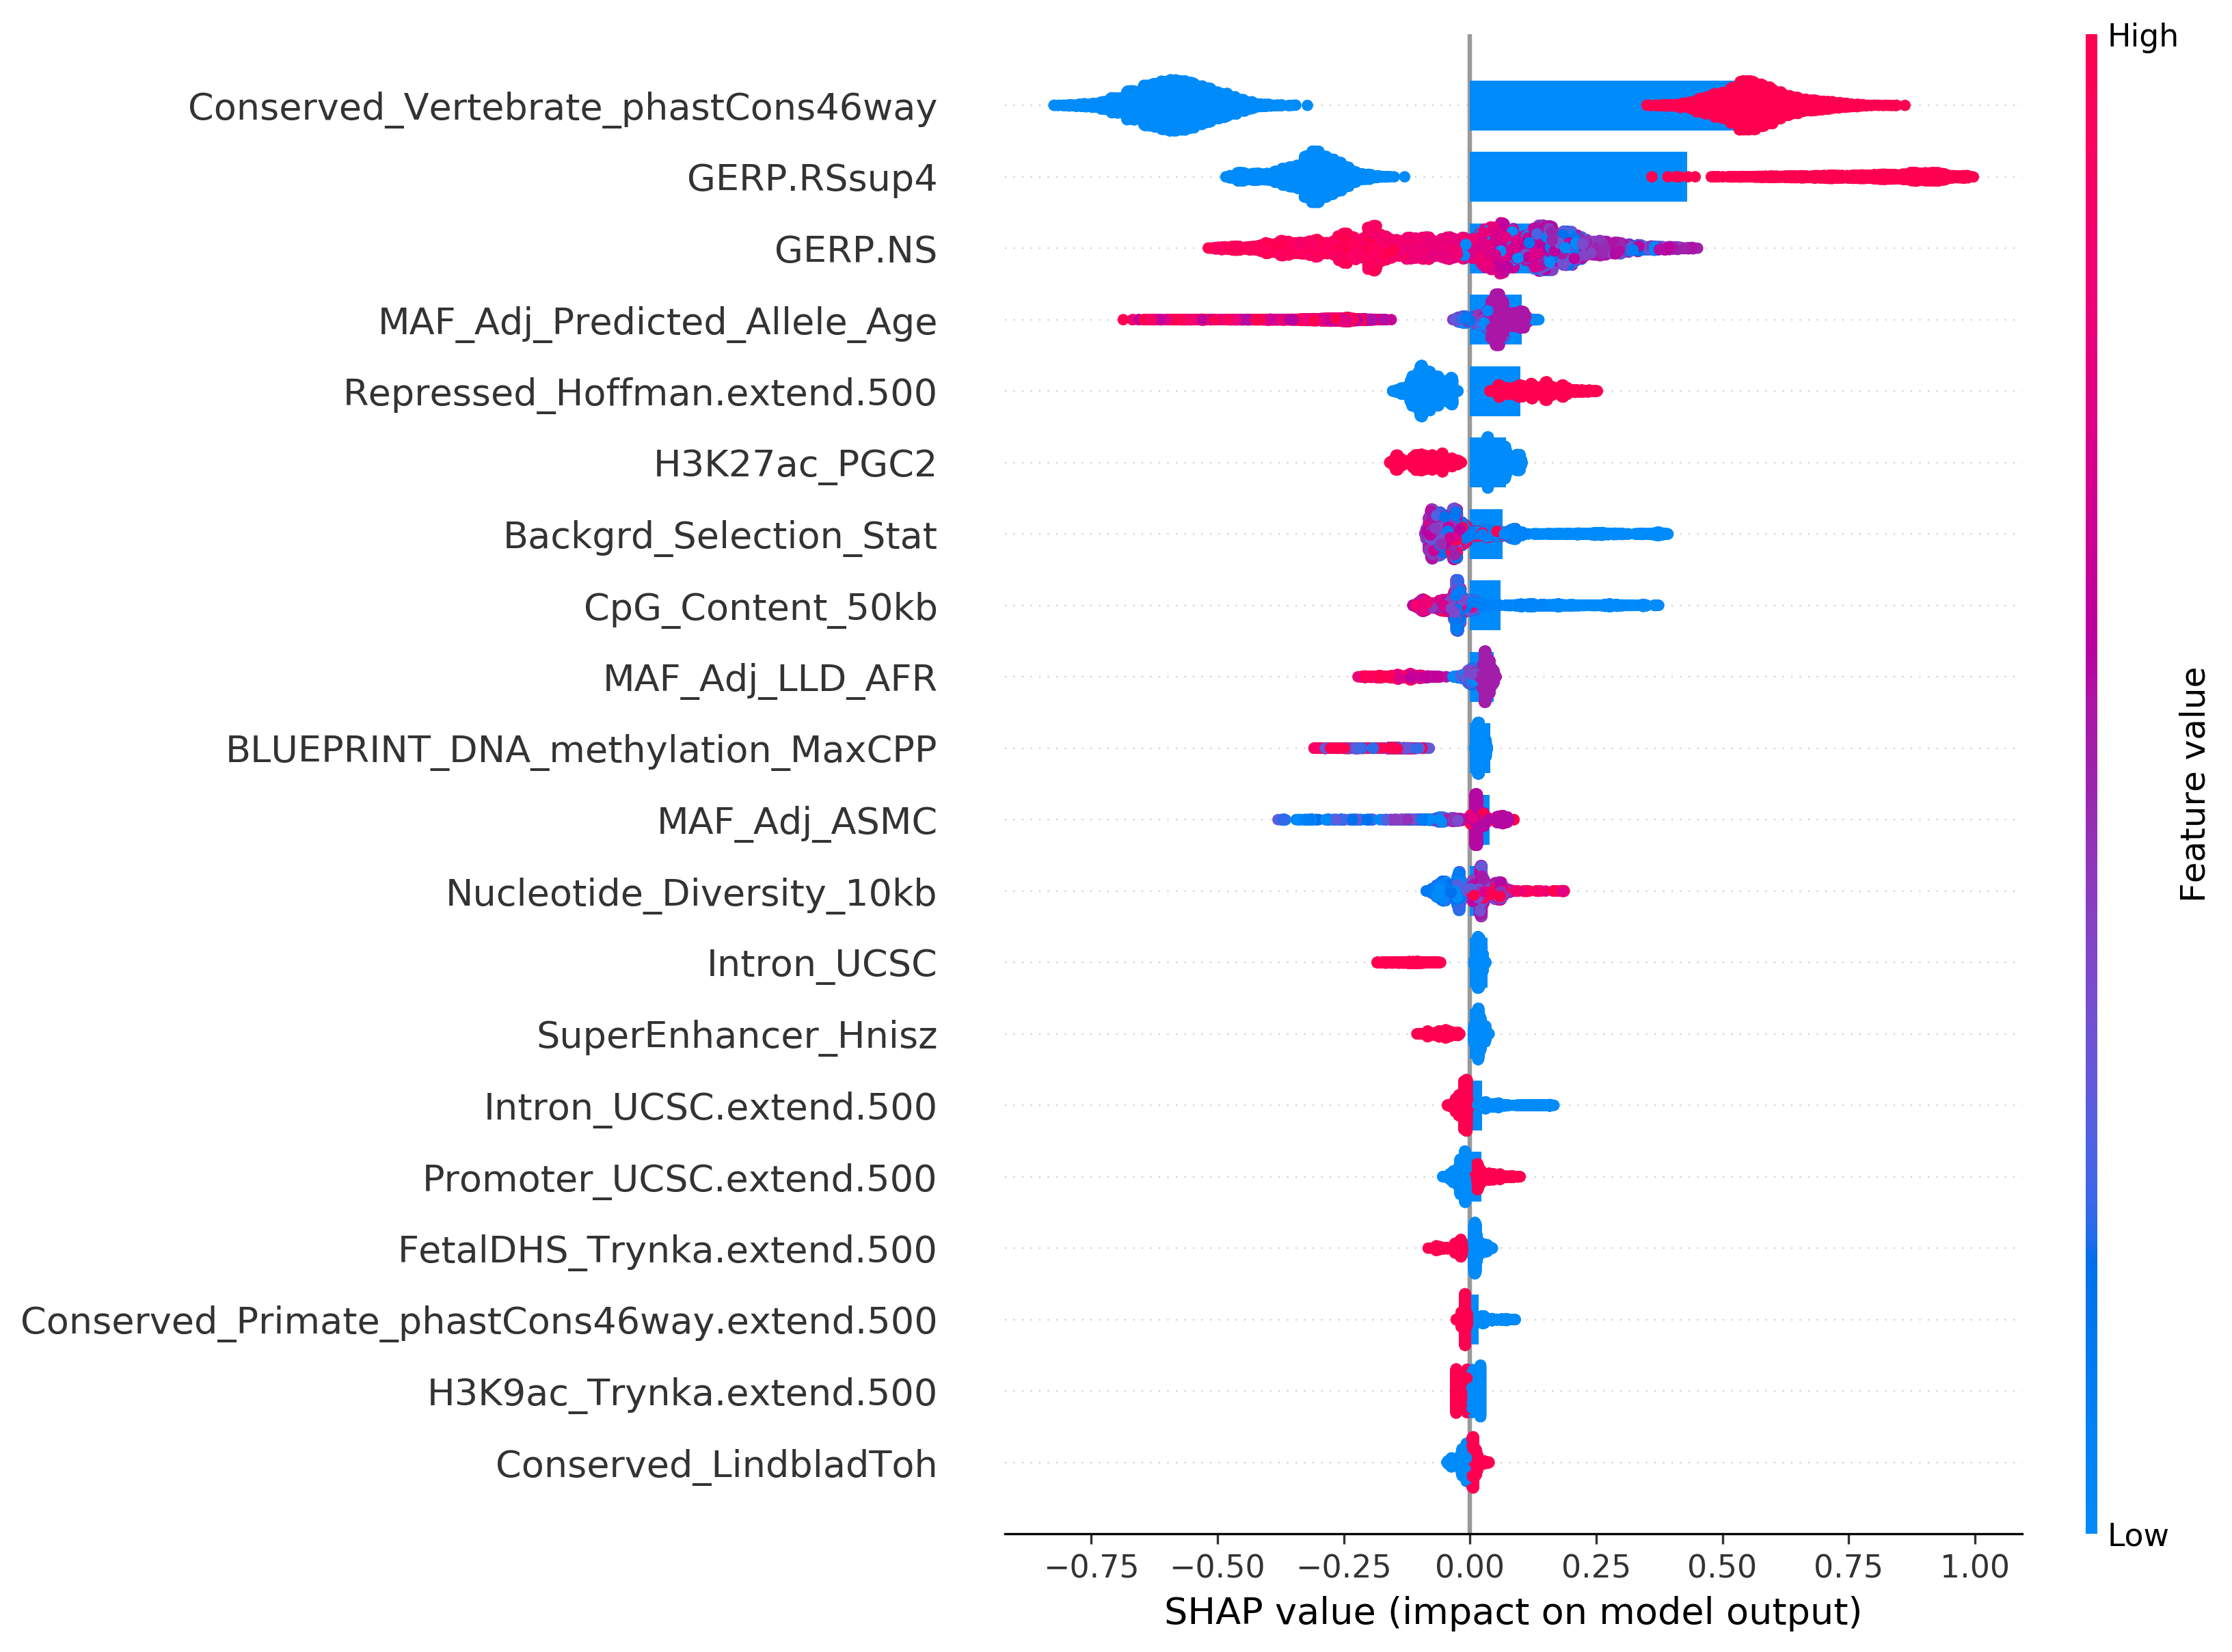 High
Conserved_Vertebrate_phastCons46way
GERP.RSsup4
GERP.NS
MAF_Adj_Predicted_Allele_Age
Repressed_Hoffman.extend.500
H3K27ac_PGC2
Backgrd_Selection_Stat
CpG_Content_50kb
MAF_Adj_LLD_AFR
BLUEPRINT_DNA_methylation_MaxCPP
MAF_Adj_ASMC
Nucleotide_Diversity_10kb
Intron_UCSC
SuperEnhancer_Hnisz
Intron_UCSC.extend.500
Promoter_UCSC.extend.500
FetalDHS_Trynka.extend.500
Conserved_Primate_phastCons46way.extend.500
H3K9ac_Trynka.extend.500
Conserved_LindbladToh
Feature value
Low
−0.75 −0.50 −0.25 0.00 0.25 0.50 0.75 1.00
SHAP value (impact on model output)